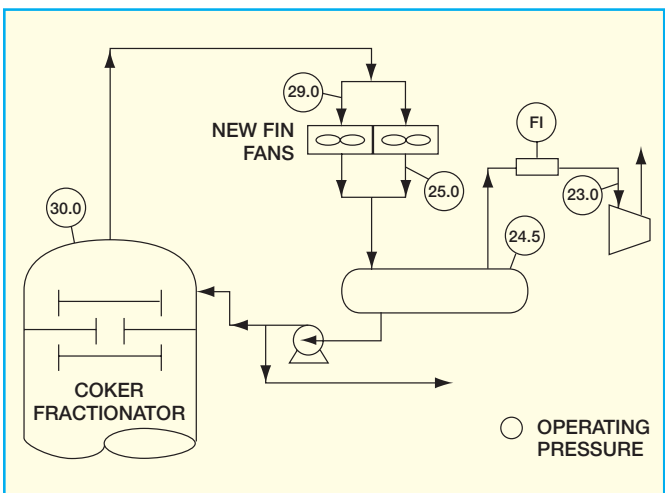 29.0
NEW FIN
FANS
FI
25.0
23.0
30.0
24.5
COKER
FRACTIONATOR
OPERATING
PRESSURE